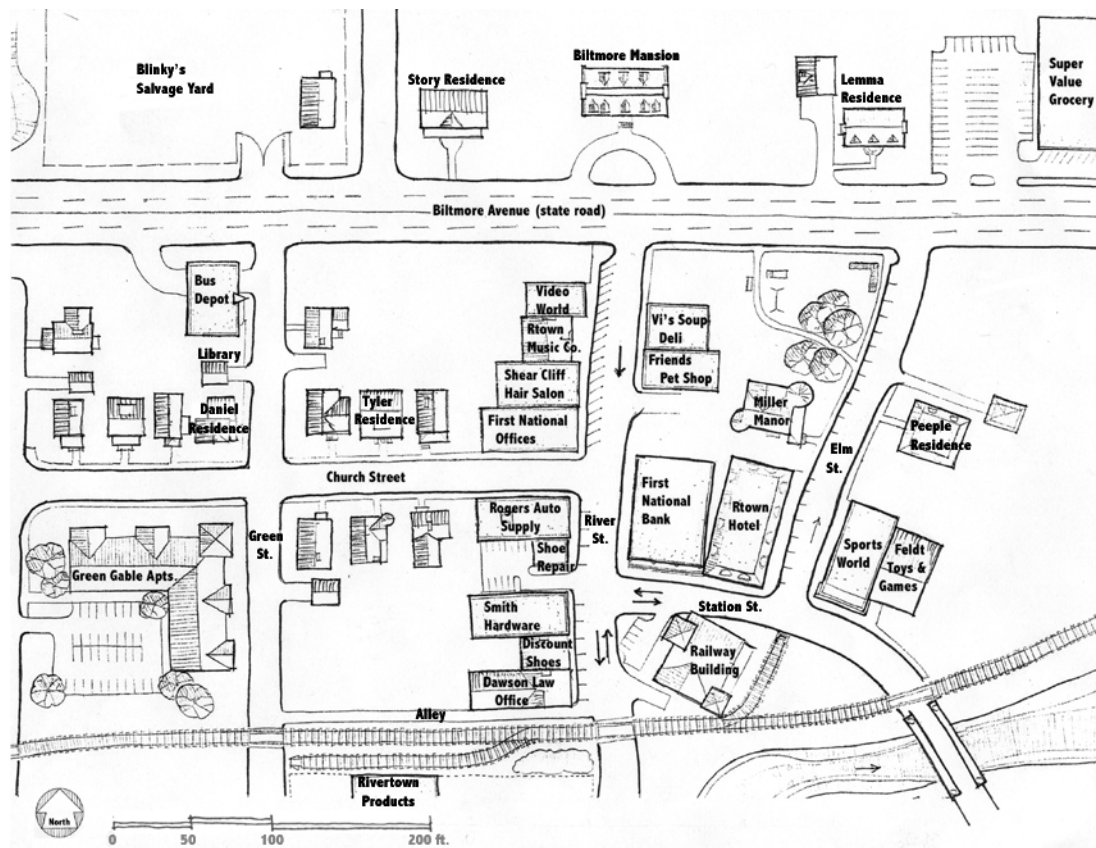 Blinky's
Salvage Yard
Story Residence
Biltmore Mansion
Lemma
Residence
Super
Value
Grocery
Biltmore Avenue (state road)
Bus
Depot
Library
Daniel
Residence
Tyler
Residence
Video
World
Rtown
Music Co.
Shear Cliff
Hair Salon
First National
Offices
Vi's Soup
Deli
Friends
Pet Shop
Miller
Manor
Elm
St.
Peeple
Residence
Church Street
Green
St.
Green Gable Apts.
Rogers Auto
Supply
Shoe
Repair
River
St.
First
National
Bank
Rtown
Hotel
Sports
World
Feldt
Toys &
Games
Smith
Hardware
Discount
Shoes
Dawson Law
Office
Station St.
Railway
Building
Alley
Rivertown
Products
North
0 50 100 200 ft.